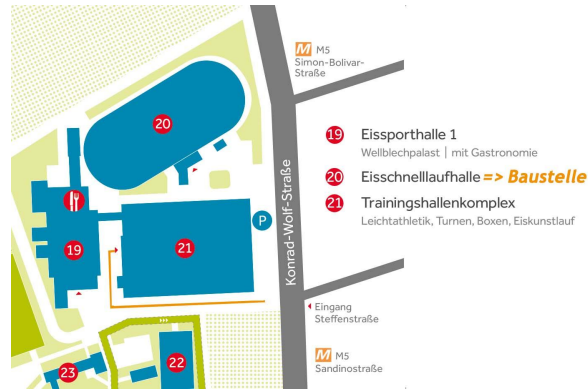 M M5
Simon-Bolivar-
Straße
20
19
21
P
Konrad-Wolf-Straße
22
23
19 Eissporthalle 1
Wellblechpalast | mit Gastronomie
20 Eisschnelllaufhalle => Baustelle
21 Trainingshallenkomplex
Leichtathletik, Turnen, Boxen, Eiskunstlauf
Eingang
Steffenstraße
M M5
Sandinostraße